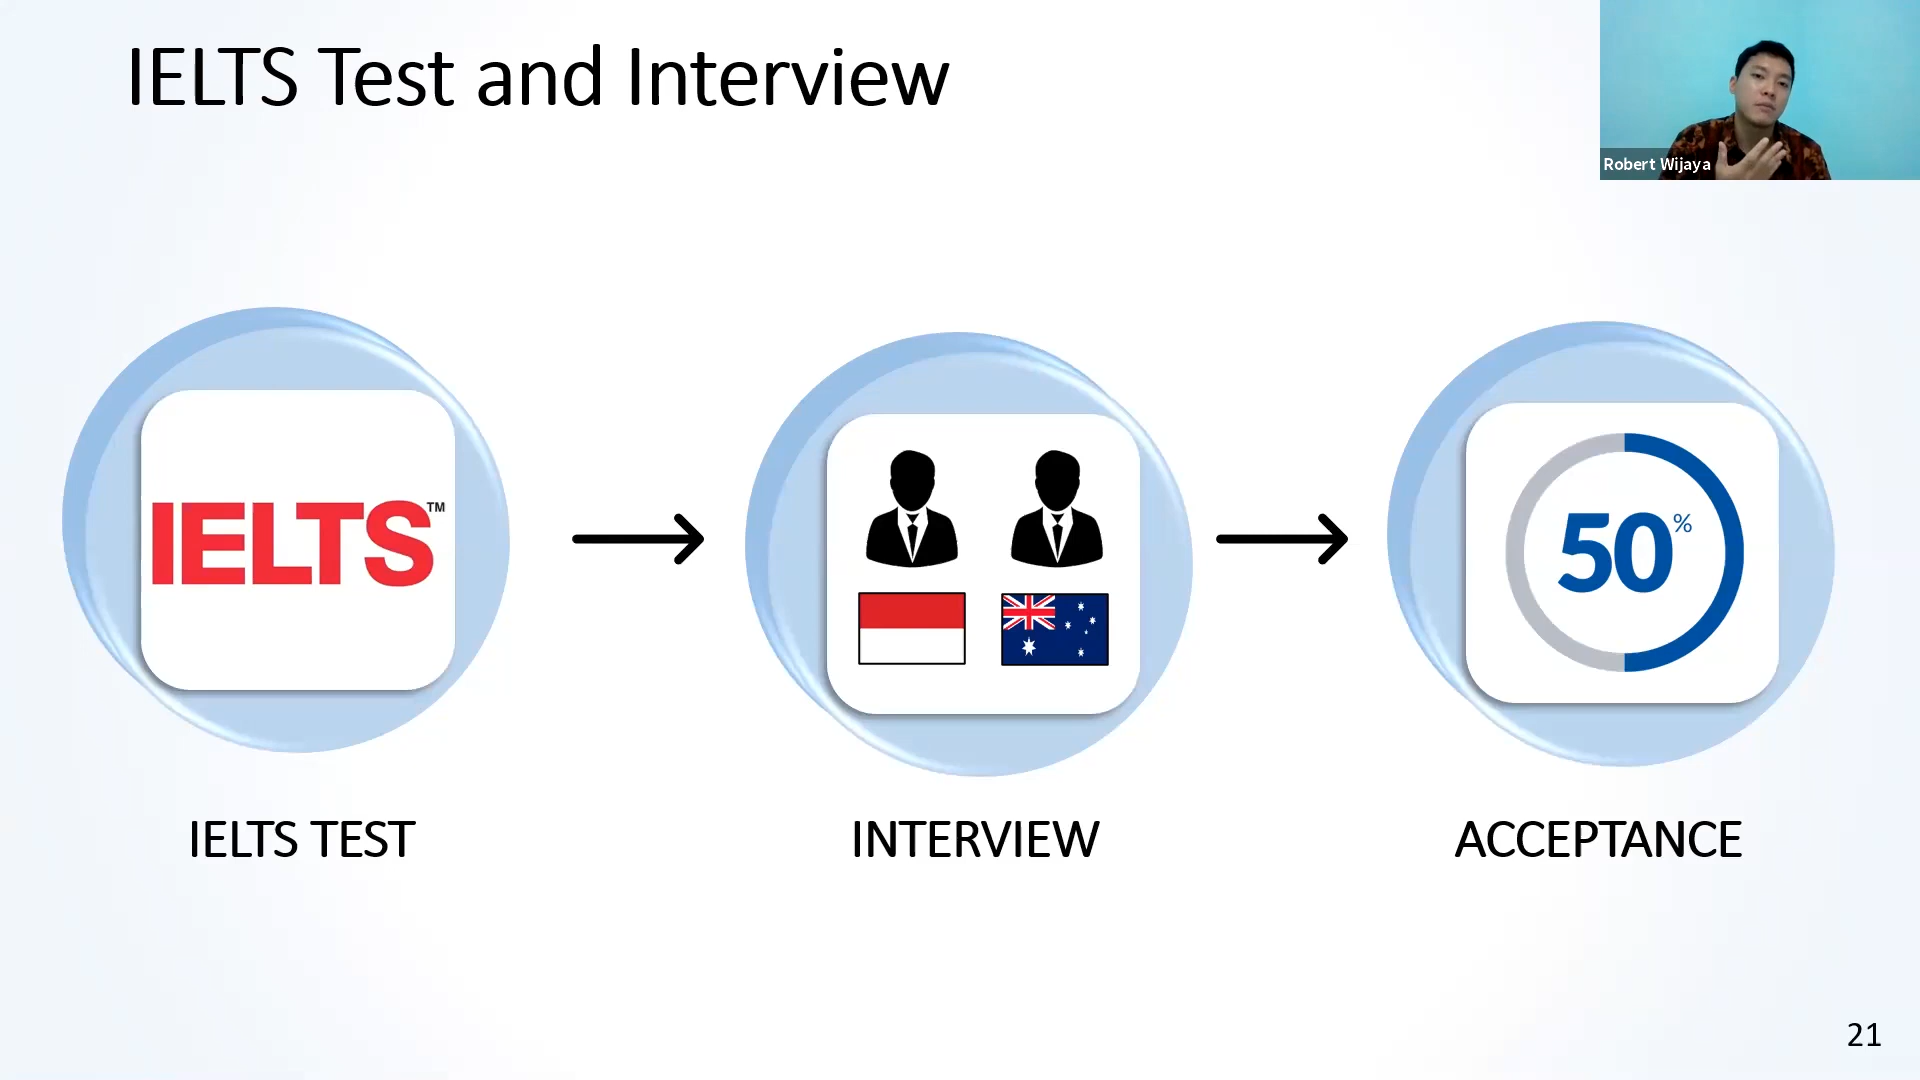 IELTS Test and Interview
Robert Wijaya
IELTS™
50%
IELTS TEST
INTERVIEW
ACCEPTANCE
21